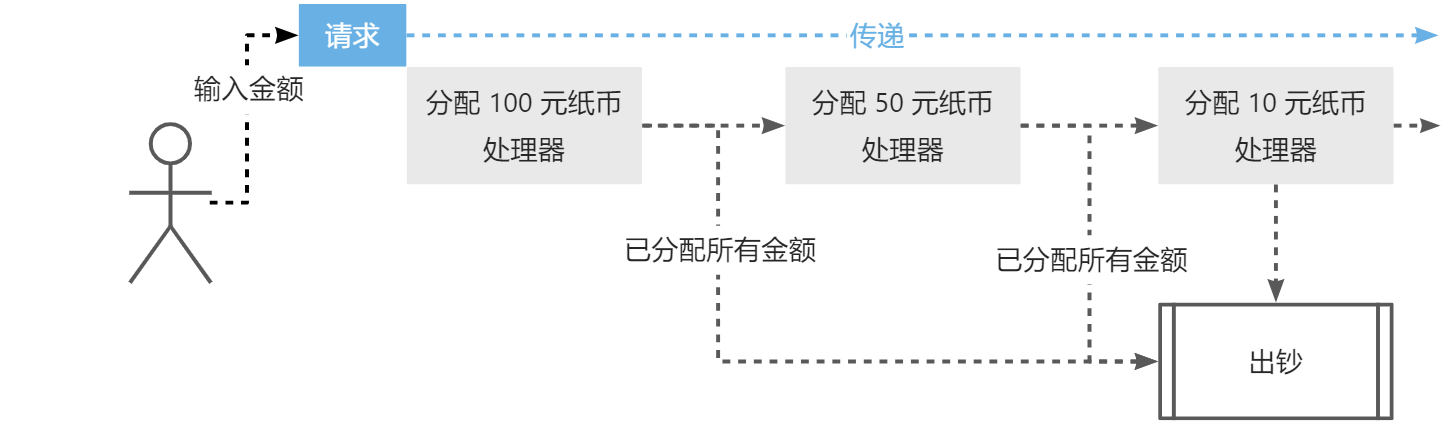 请求
传递
输入金额
分配 100 元纸币
处理器
分配 50 元纸币
处理器
分配 10 元纸币
处理器
已分配所有金额
已分配所有金额
出钞